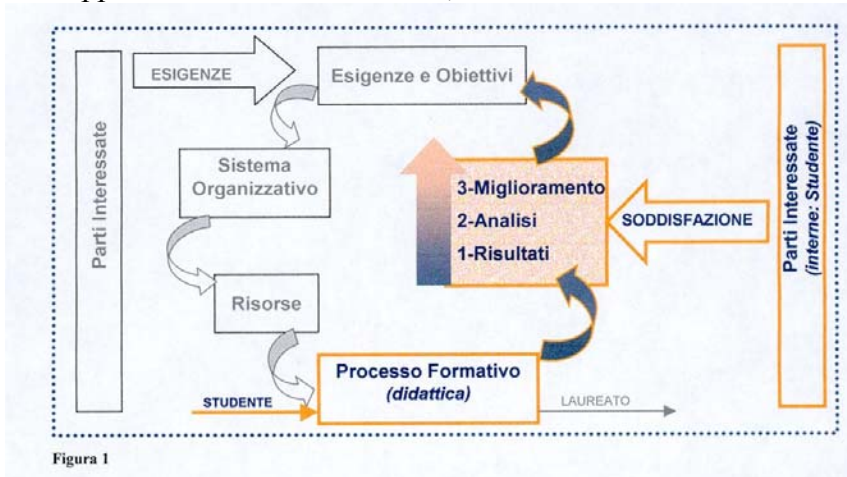 ESIGENZE
Esigenze e Obiettivi
Parti Interessate
Sistema
Organizzativo
3-Miglioramento
2-Analisi
1-Risultati
SODDISFAZIONE
Parti Interessate
(interne: Studente)
Risorse
Processo Formativo
(didattica)
STUDENTE
LAUREATO
Figura 1